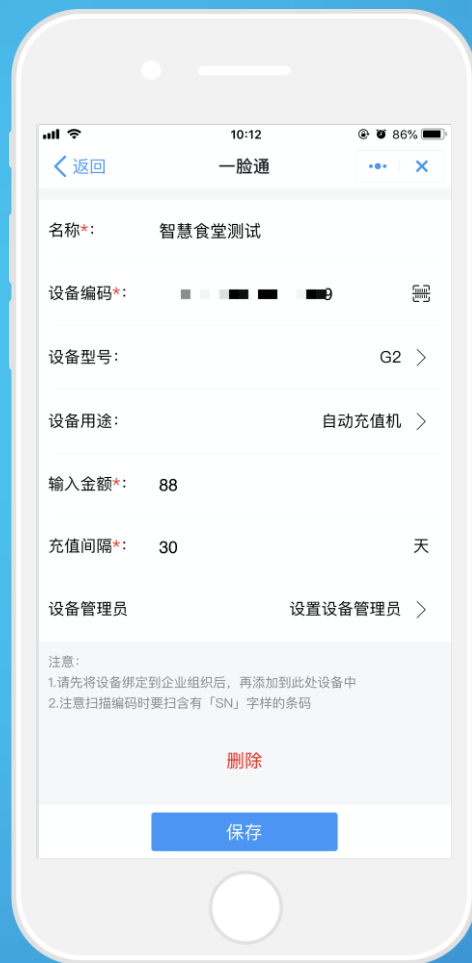 10:12
86%
返回
一脸通
名称*: 智慧食堂测试
设备编码*: 9
设备型号: G2
设备用途: 自动充值机
输入金额*: 88
充值间隔*: 30 天
设备管理员 设置设备管理员
注意:
1.请先将设备绑定到企业组织后，再添加到此处设备中
2.注意扫描编码时要扫含有「SN」字样的条码
删除
保存